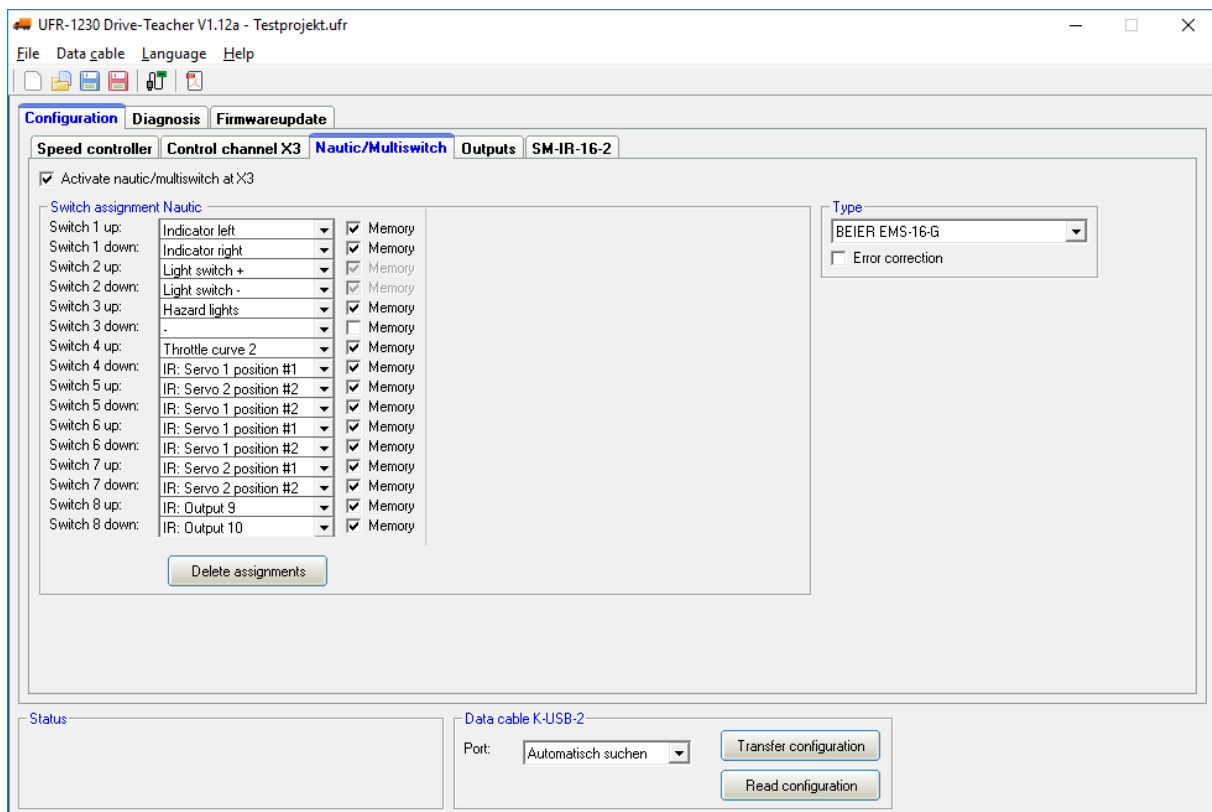 UFR-1230 Drive-Teacher V1.12a - Testprojekt.ufr
File Data cable Language Help
Configuration Diagnosis Firmwareupdate
Speed controller Control channel X3 Nautic/Multiswitch Outputs SM-IR-16-2
Activate nautic/multiswitch at X3
Switch assignment Nautic
Switch 1 up: Indicator left Memory
Switch 1 down: Indicator right Memory
Switch 2 up: Light switch + Memory
Switch 2 down: Light switch - Memory
Switch 3 up: Hazard lights Memory
Switch 3 down: - Memory
Switch 4 up: Throttle curve 2 Memory
Switch 4 down: IR: Servo 1 position #1 Memory
Switch 5 up: IR: Servo 2 position #2 Memory
Switch 5 down: IR: Servo 1 position #2 Memory
Switch 6 up: IR: Servo 1 position #1 Memory
Switch 6 down: IR: Servo 1 position #2 Memory
Switch 7 up: IR: Servo 2 position #1 Memory
Switch 7 down: IR: Servo 2 position #2 Memory
Switch 8 up: IR: Output 9 Memory
Switch 8 down: IR: Output 10 Memory
Delete assignments
Type
BEIER EMS-16-G
Error correction
Status
Data cable K-USB-2
Port: Automatisch suchen
Transfer configuration
Read configuration